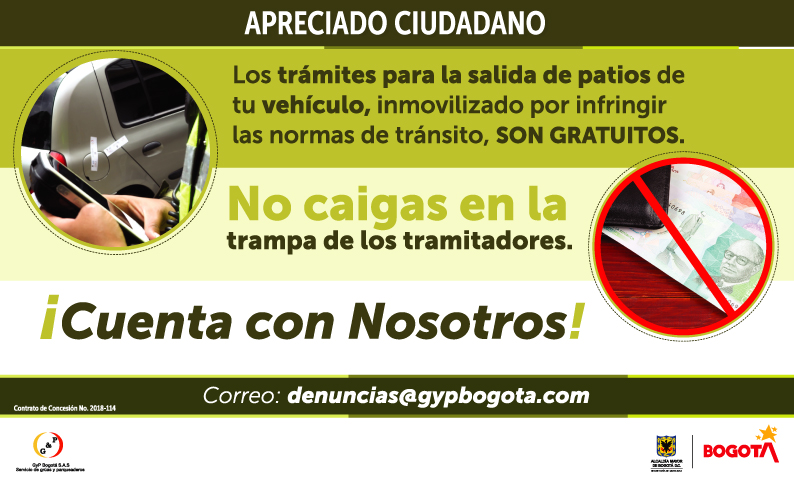 APRECIADO CIUDADANO
Los trámites para la salida de patios de
tu vehículo, inmovilizado por infringir
las normas de tránsito, SON GRATUITOS.
No caigas en la
trampa de los tramitadores.
¡Cuenta con Nosotros!
Correo: denuncias@gypbogota.com
Contrato de Concesión No. 2018-114
G & P
GyP Bogotá S.A.S
Servicio de grúas y parqueaderos
ALCALDÍA MAYOR
DE BOGOTÁ D.C.
BOGOTÁ